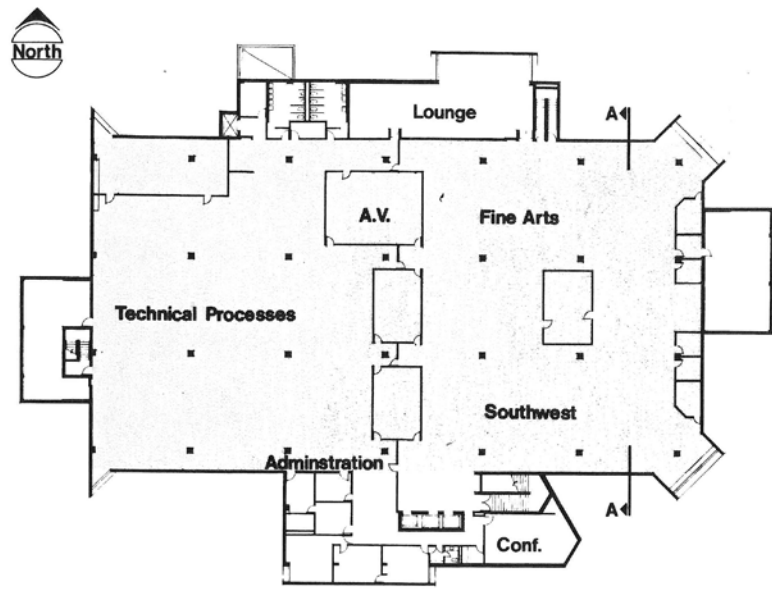 North
Lounge
A
A.V.
Fine Arts
Technical Processes
Southwest
Adminstration
A
Conf.